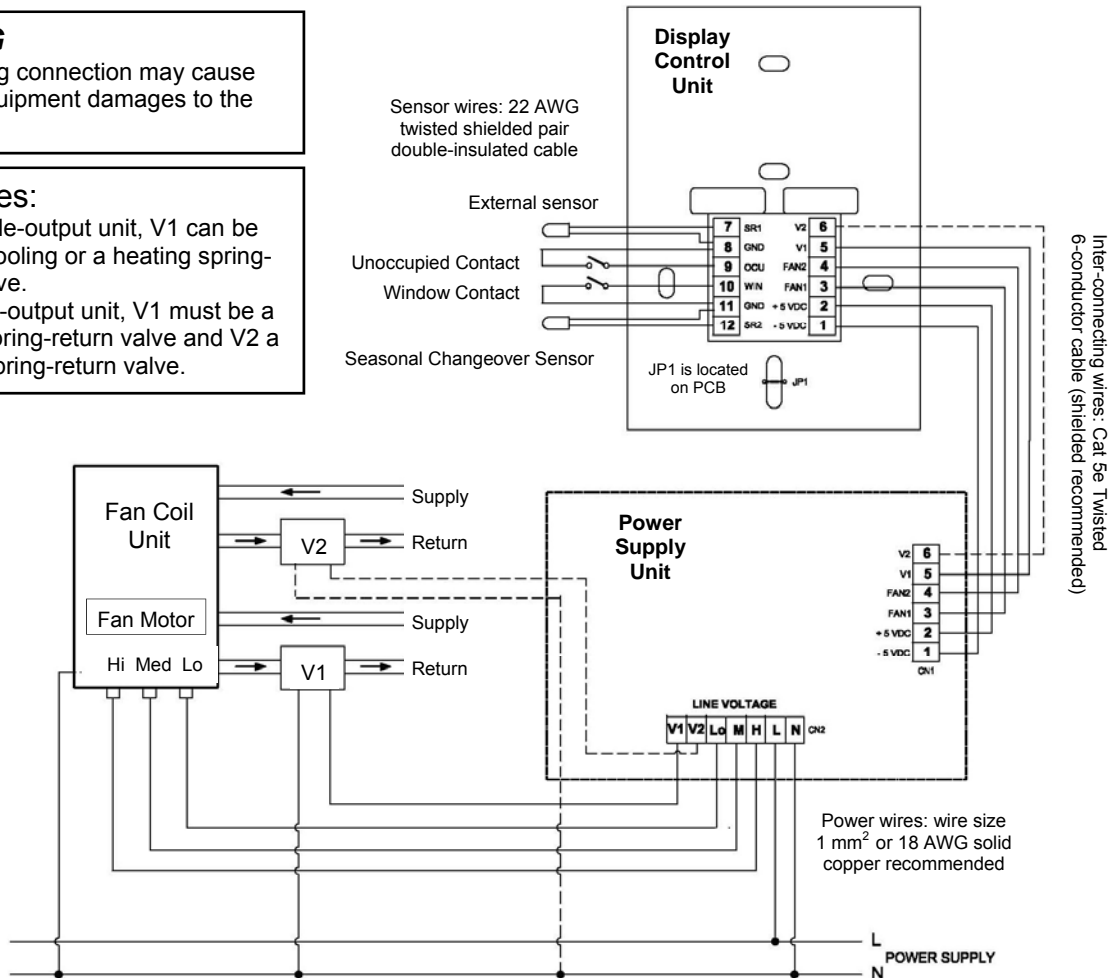 G
g connection may cause
uipment damages to the
es:
le-output unit, V1 can be
ooling or a heating spring-
ve.
-output unit, V1 must be a
pring-return valve and V2 a
pring-return valve.
Display
Control
Unit
Sensor wires: 22 AWG
twisted shielded pair
double-insulated cable
External sensor
Unoccupied Contact
Window Contact
Seasonal Changeover Sensor
7 SR1 V2 6
8 GND V1 5
9 OCU FAN2 4
10 WIN FAN1 3
11 GND + 5 VDC 2
12 SR2 - 5 VDC 1
JP1 is located
on PCB
JP1
Inter-connecting wires: Cat 5e Twisted
6-conductor cable (shielded recommended)
Fan Coil
Unit
Fan Motor
Hi Med Lo
Supply
V2
Return
Supply
V1
Return
Power
Supply
Unit
V2 6
V1 5
FAN2 4
FAN1 3
+ 5 VDC 2
- 5 VDC 1
CN1
LINE VOLTAGE
V1 V2 Lo M H L N CN2
Power wires: wire size
1 mm² or 18 AWG solid
copper recommended
L
POWER SUPPLY
N